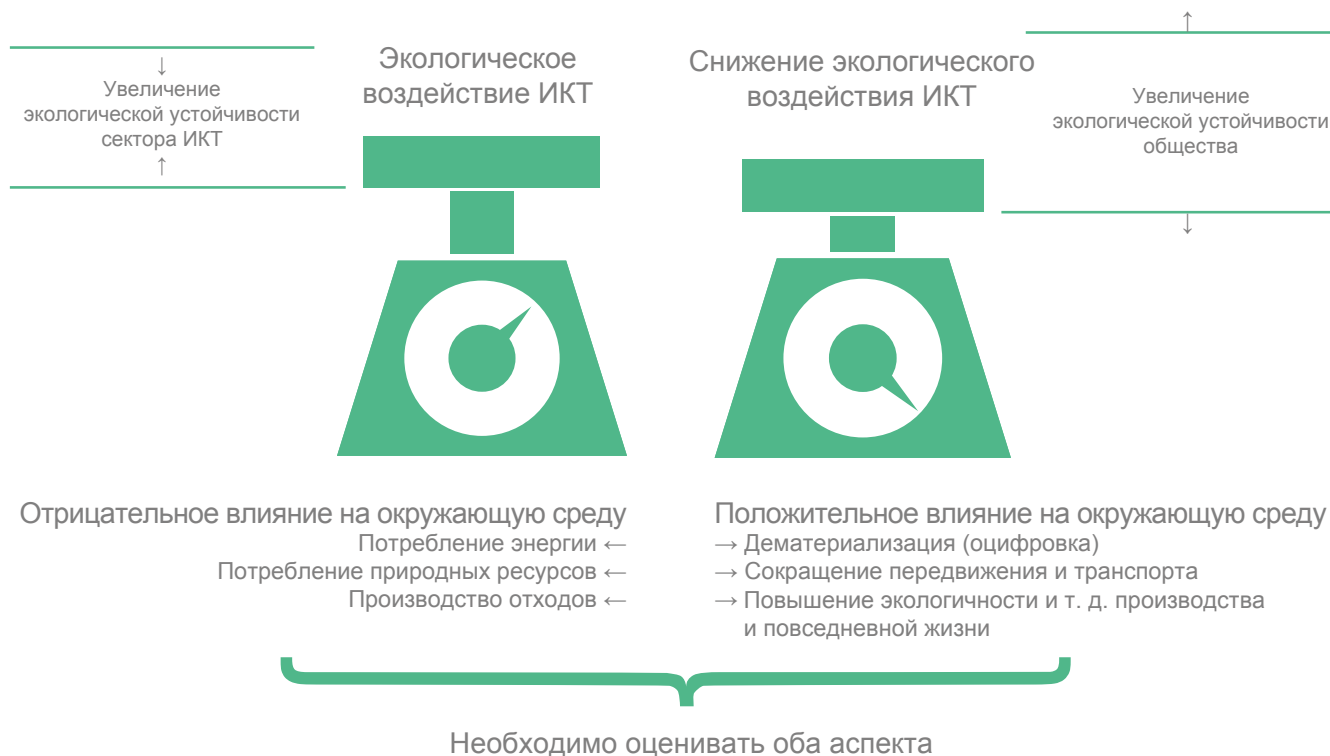 ↓
Увеличение
экологической устойчивости
сектора ИКТ
↑
Экологическое
воздействие ИКТ
Снижение экологического
воздействия ИКТ
↑
Увеличение
экологической устойчивости
общества
↓
Отрицательное влияние на окружающую среду
Потребление энергии ←
Потребление природных ресурсов ←
Производство отходов ←
Положительное влияние на окружающую среду
→ Дематериализация (оцифровка)
→ Сокращение передвижения и транспорта
→ Повышение экологичности и т. д. производства
и повседневной жизни
Необходимо оценивать оба аспекта